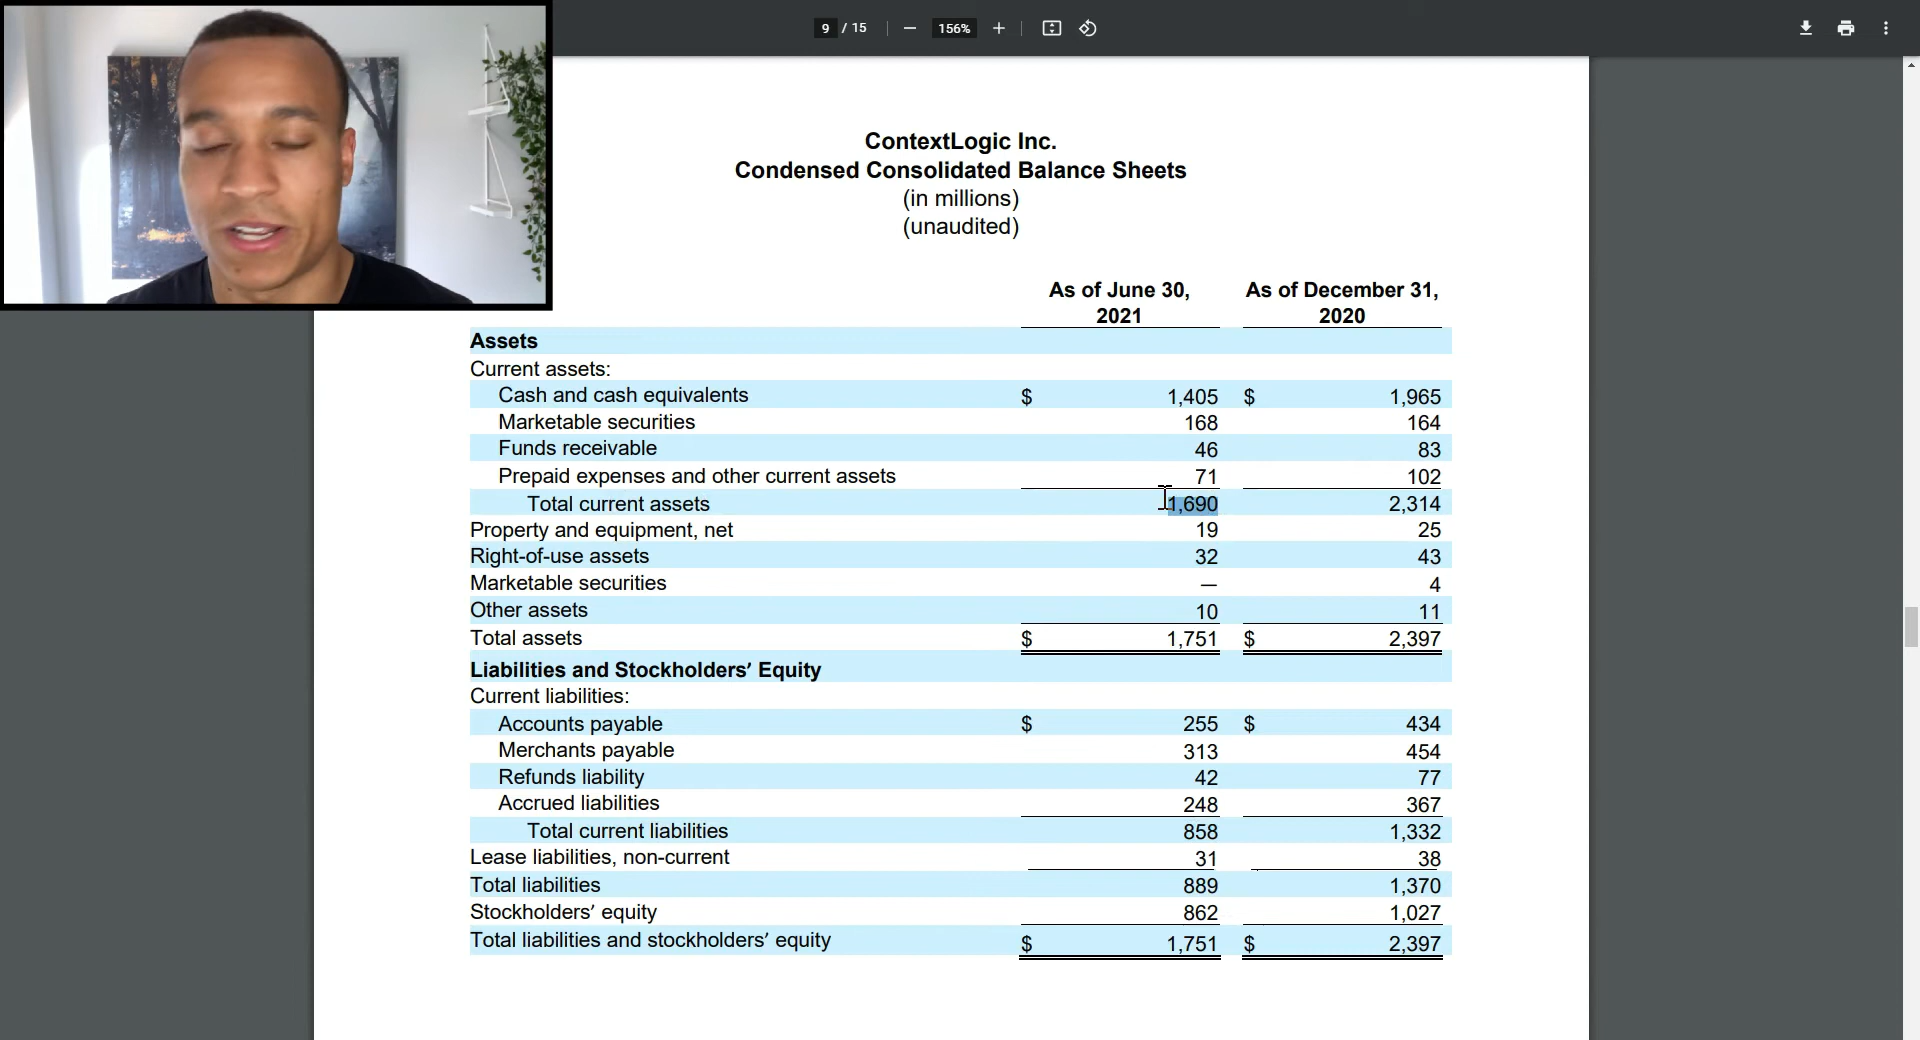 9 / 15 156%
ContextLogic Inc.
Condensed Consolidated Balance Sheets
(in millions)
(unaudited)
As of June 30, As of December 31,
2021 2020
Assets
Current assets:
Cash and cash equivalents $ 1,405 $ 1,965
Marketable securities 168 164
Funds receivable 46 83
Prepaid expenses and other current assets 71 102
Total current assets 1,690 2,314
Property and equipment, net 19 25
Right-of-use assets 32 43
Marketable securities — 4
Other assets 10 11
Total assets $ 1,751 $ 2,397
Liabilities and Stockholders’ Equity
Current liabilities:
Accounts payable $ 255 $ 434
Merchants payable 313 454
Refunds liability 42 77
Accrued liabilities 248 367
Total current liabilities 858 1,332
Lease liabilities, non-current 31 38
Total liabilities 889 1,370
Stockholders’ equity 862 1,027
Total liabilities and stockholders’ equity $ 1,751 $ 2,397